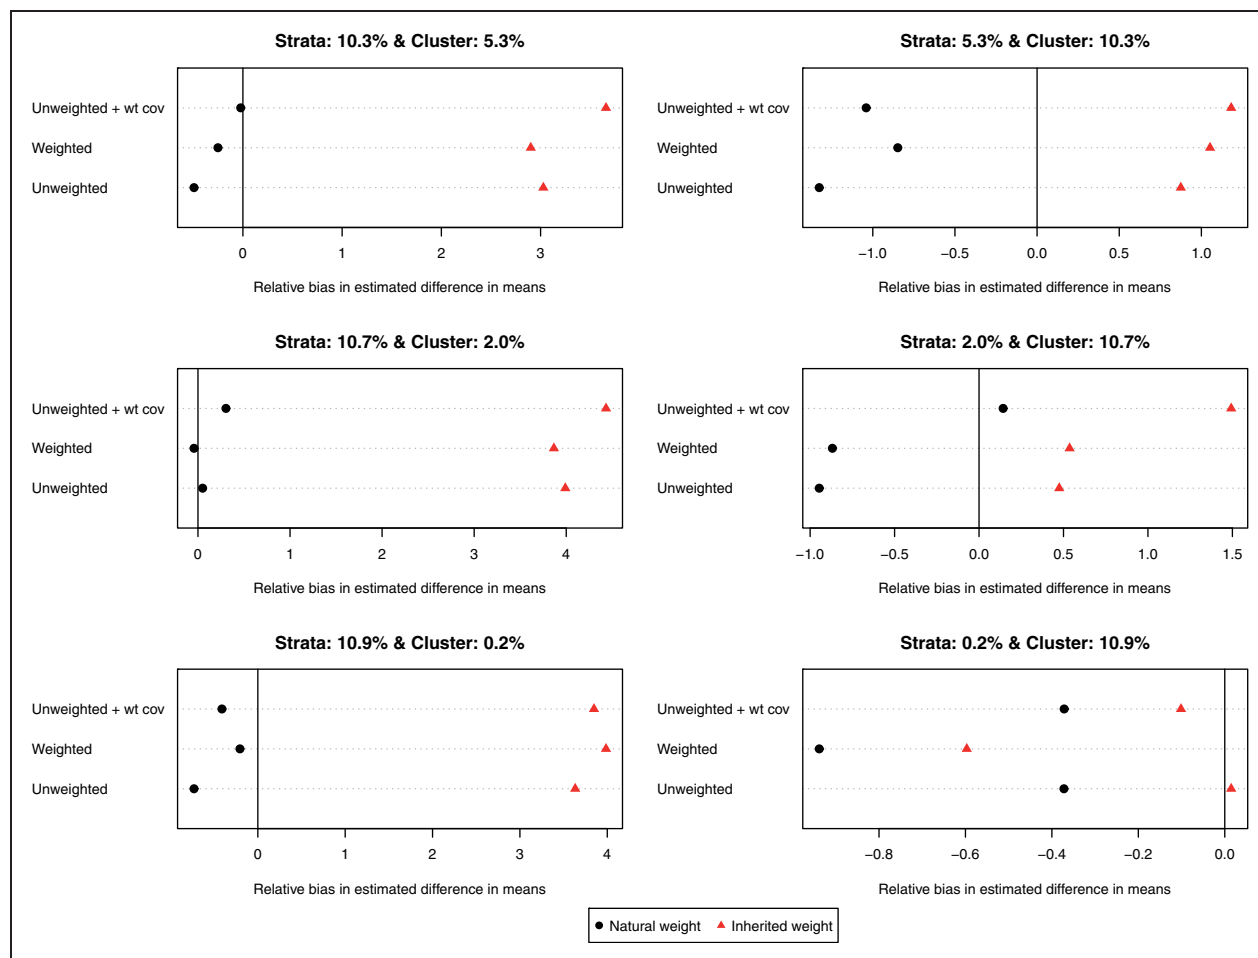 Strata: 10.3% & Cluster: 5.3%
Unweighted + wt cov
Weighted
Unweighted
0 1 2 3
Relative bias in estimated difference in means
Strata: 5.3% & Cluster: 10.3%
Unweighted + wt cov
Weighted
Unweighted
−1.0 −0.5 0.0 0.5 1.0
Relative bias in estimated difference in means
Strata: 10.7% & Cluster: 2.0%
Unweighted + wt cov
Weighted
Unweighted
0 1 2 3 4
Relative bias in estimated difference in means
Strata: 2.0% & Cluster: 10.7%
Unweighted + wt cov
Weighted
Unweighted
−1.0 −0.5 0.0 0.5 1.0 1.5
Relative bias in estimated difference in means
Strata: 10.9% & Cluster: 0.2%
Unweighted + wt cov
Weighted
Unweighted
0 1 2 3 4
Relative bias in estimated difference in means
Strata: 0.2% & Cluster: 10.9%
Unweighted + wt cov
Weighted
Unweighted
−0.8 −0.6 −0.4 −0.2 0.0
Relative bias in estimated difference in means
Natural weight Inherited weight